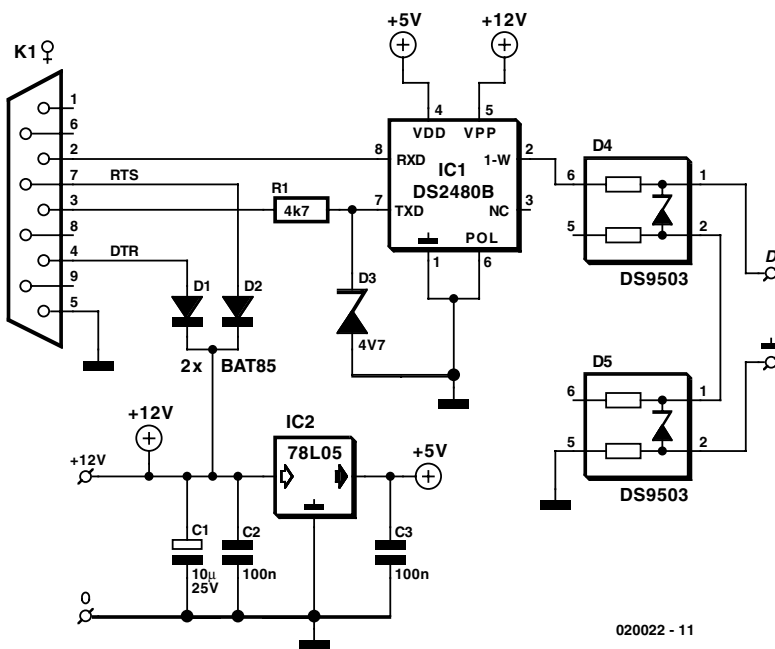 +5V +12V
K1
1
6
2
7 RTS
3
8
4 DTR
9
5
4 5
VDD VPP
8 RXD 1-W 2
IC1
DS2480B
7 TXD NC 3
POL
1 6
R1
4k7
D1 D2
2x BAT85
D3
4V7
D4
6 1
5 2
DS9503
D
D5
6 1
5 2
DS9503
+12V
+12V
IC2
78L05
+5V
C1
10µ
25V
C2
100n
C3
100n
0
020022 - 11